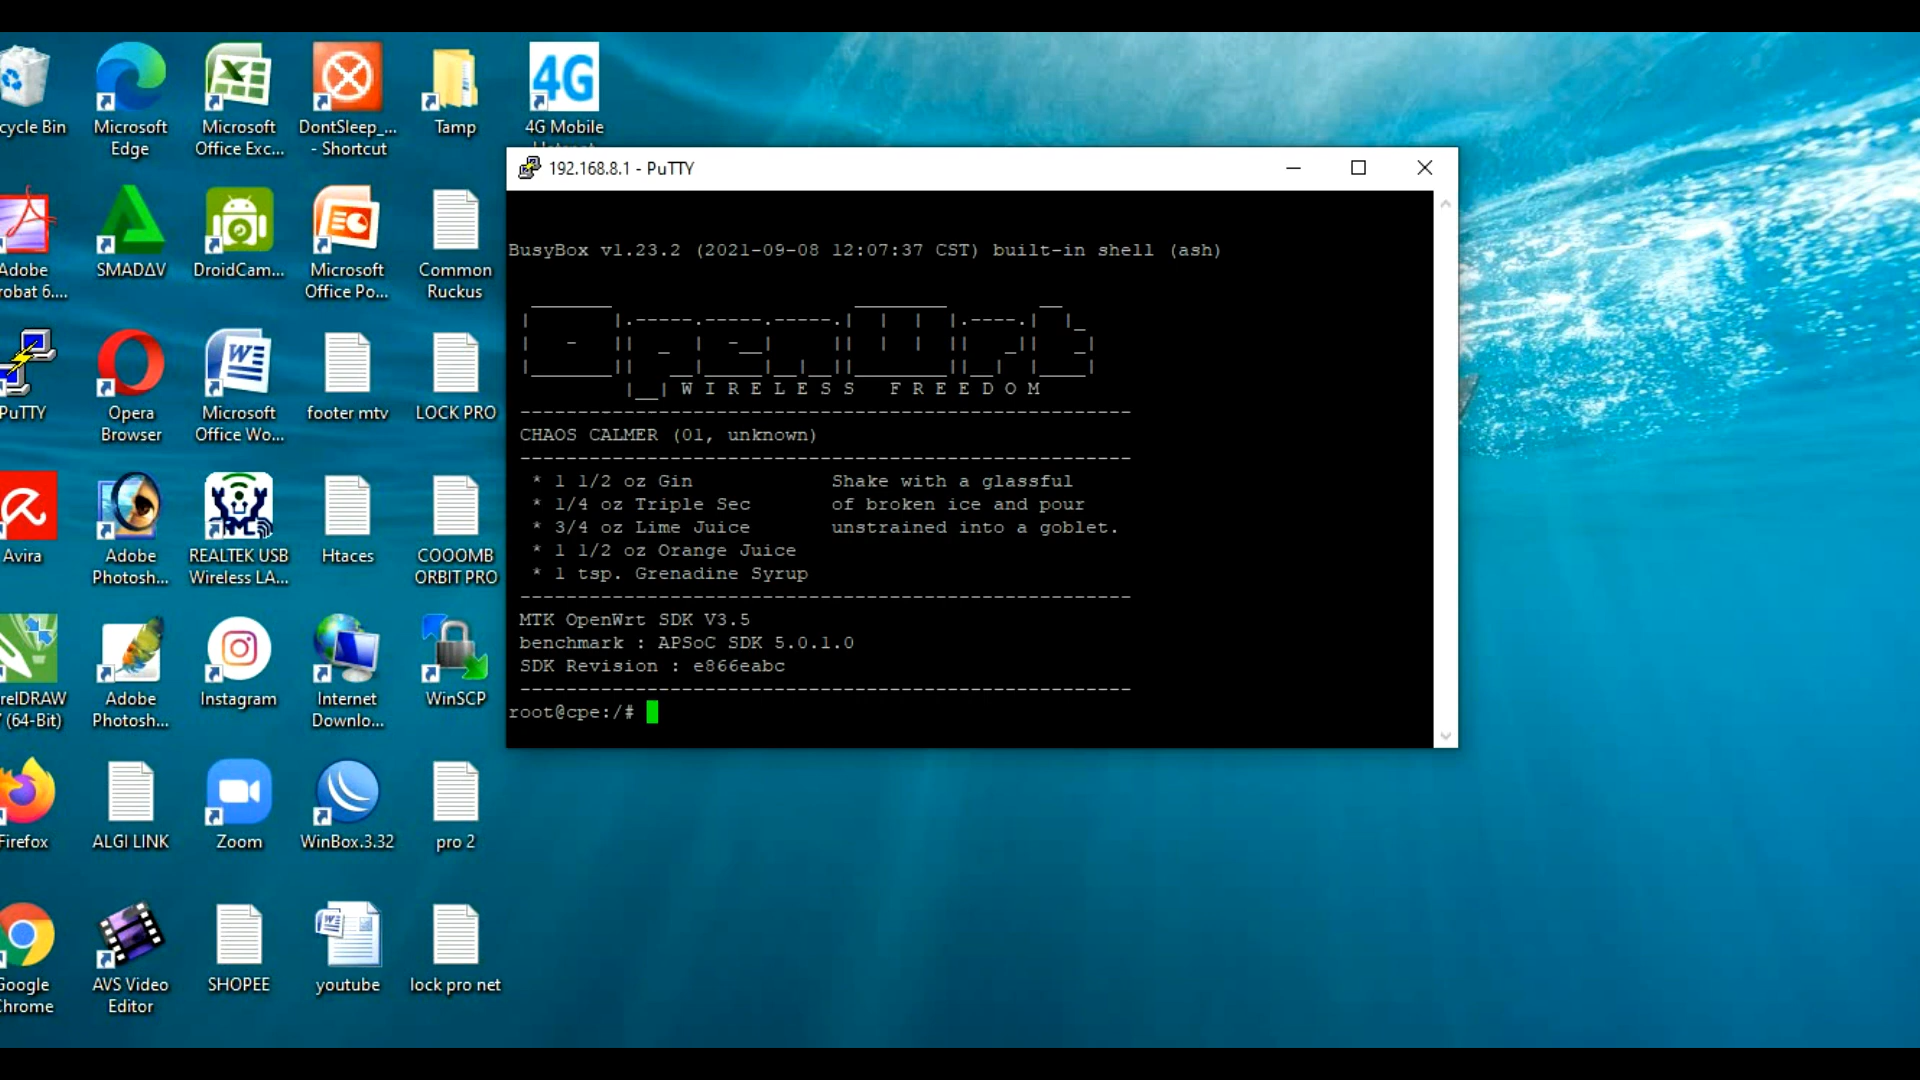 cycle Bin
Microsoft
Edge
Microsoft
Office Exc...
DontSleep_...
- Shortcut
Tamp
4G
4G Mobile
Adobe
robat 6....
SMADΔV
DroidCam...
Microsoft
Office Po...
Common
Ruckus
PuTTY
Opera
Browser
Microsoft
Office Wo...
footer mtv
LOCK PRO
Avira
Adobe
Photosh...
REALTEK USB
Wireless LA...
Htaces
COOOMB
ORBIT PRO
relDRAW
(64-Bit)
Adobe
Photosh...
Instagram
Internet
Downlo...
WinSCP
Firefox
ALGI LINK
Zoom
WinBox.3.32
pro 2
Google
Chrome
AVS Video
Editor
SHOPEE
youtube
lock pro net
192.168.8.1 - PuTTY
BusyBox v1.23.2 (2021-09-08 12:07:37 CST) built-in shell (ash)
OpenWrt
W I R E L E S S   F R E E D O M
-----------------------------------------------------
CHAOS CALMER (01, unknown)
-----------------------------------------------------
* 1 1/2 oz Gin            Shake with a glassful
* 1/4 oz Triple Sec       of broken ice and pour
* 3/4 oz Lime Juice       unstrained into a goblet.
* 1 1/2 oz Orange Juice
* 1 tsp. Grenadine Syrup
-----------------------------------------------------
MTK OpenWrt SDK V3.5
benchmark : APSoC SDK 5.0.1.0
SDK Revision : e866eabc
-----------------------------------------------------
root@cpe:/#